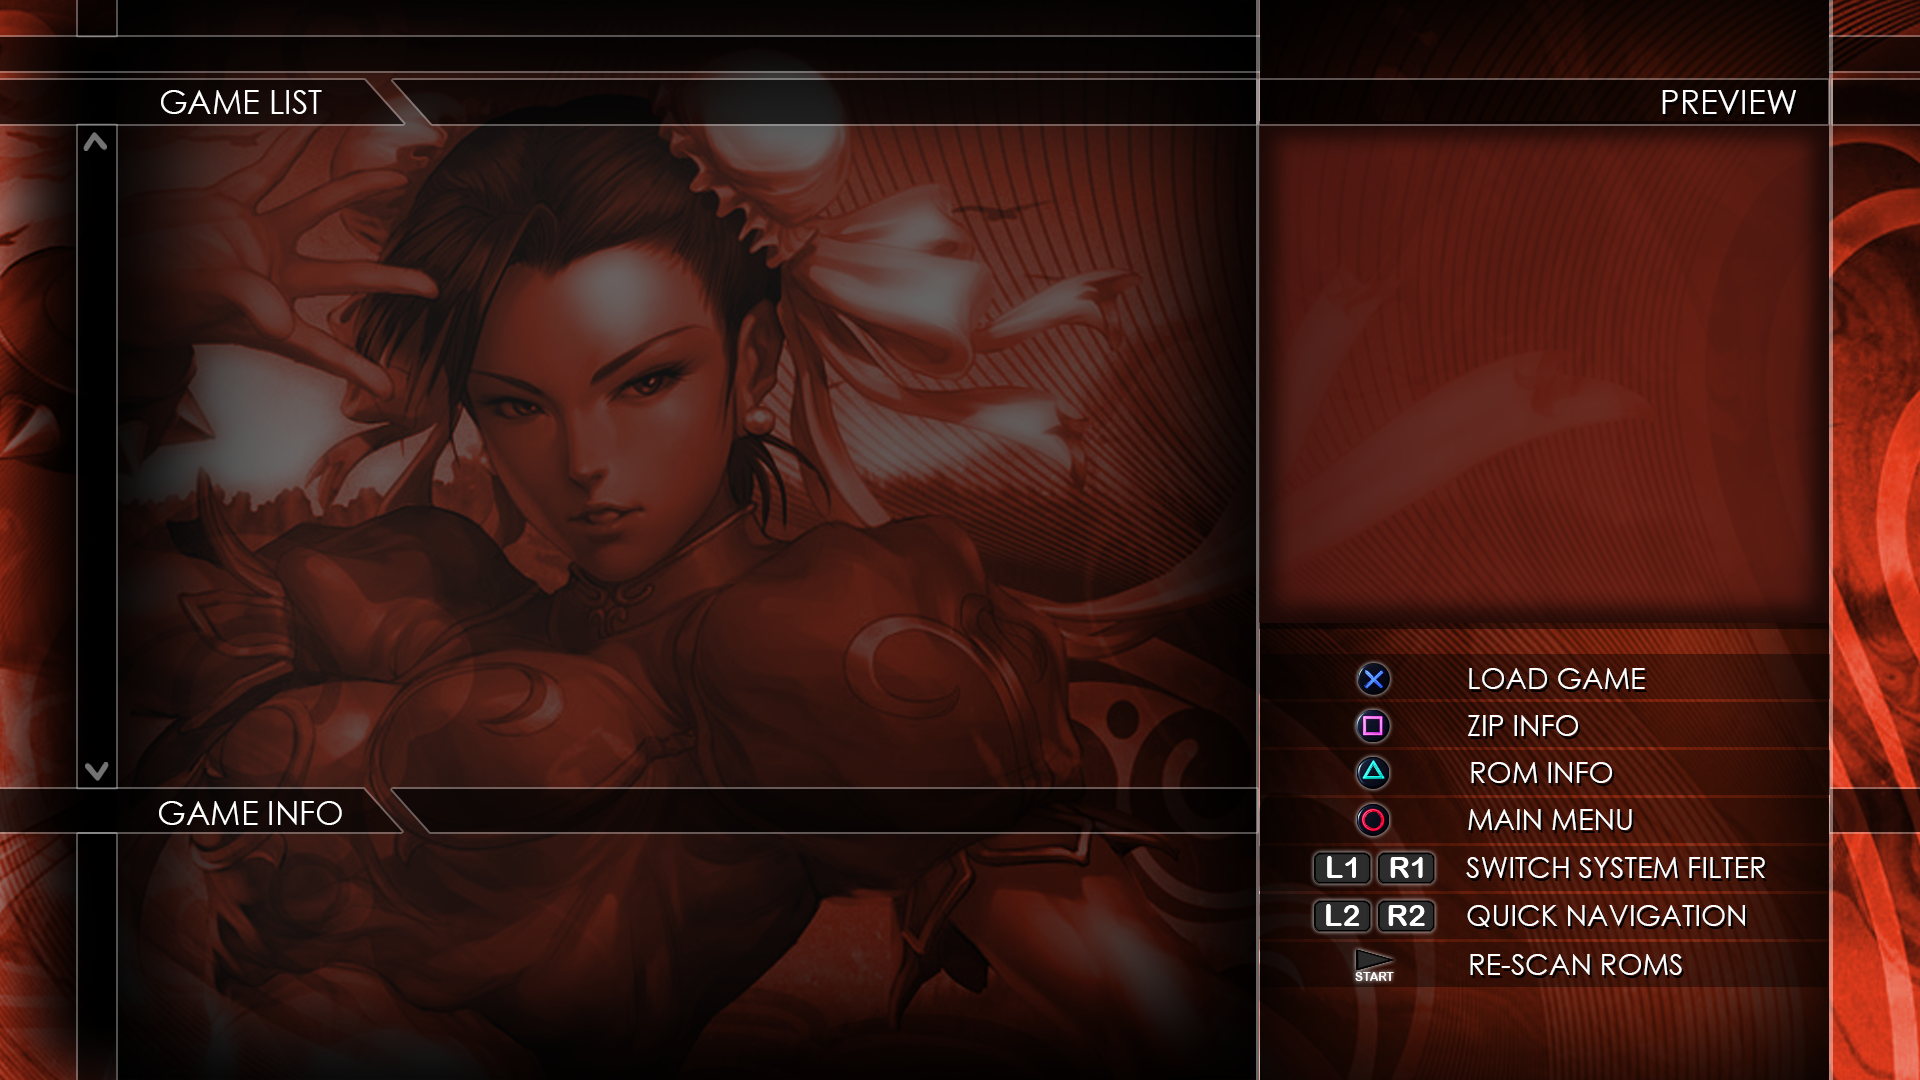 GAME LIST
PREVIEW
LOAD GAME
ZIP INFO
ROM INFO
MAIN MENU
L1 R1 SWITCH SYSTEM FILTER
L2 R2 QUICK NAVIGATION
START RE-SCAN ROMS
GAME INFO